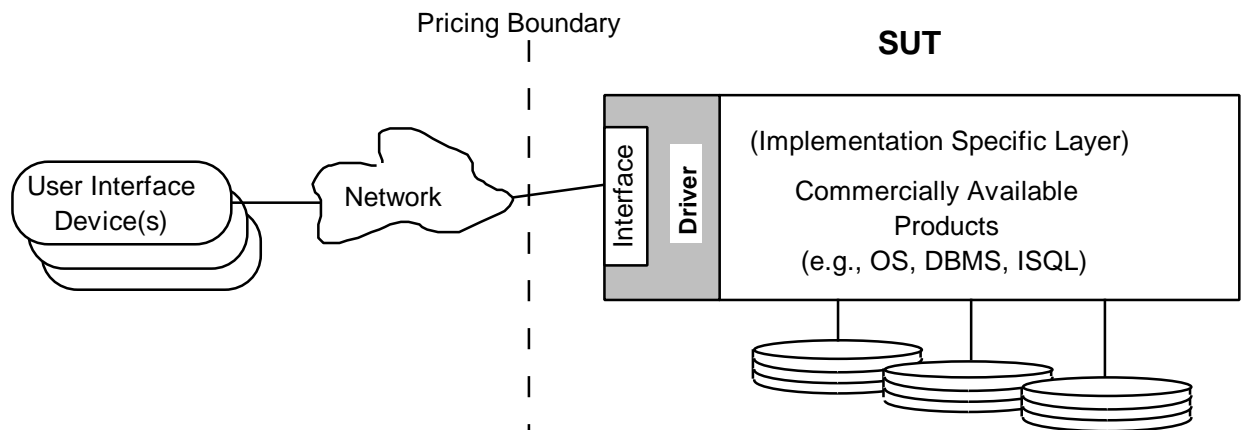 Pricing Boundary
SUT
User Interface
Device(s)
Network
Interface
Driver
(Implementation Specific Layer)
Commercially Available
Products
(e.g., OS, DBMS, ISQL)